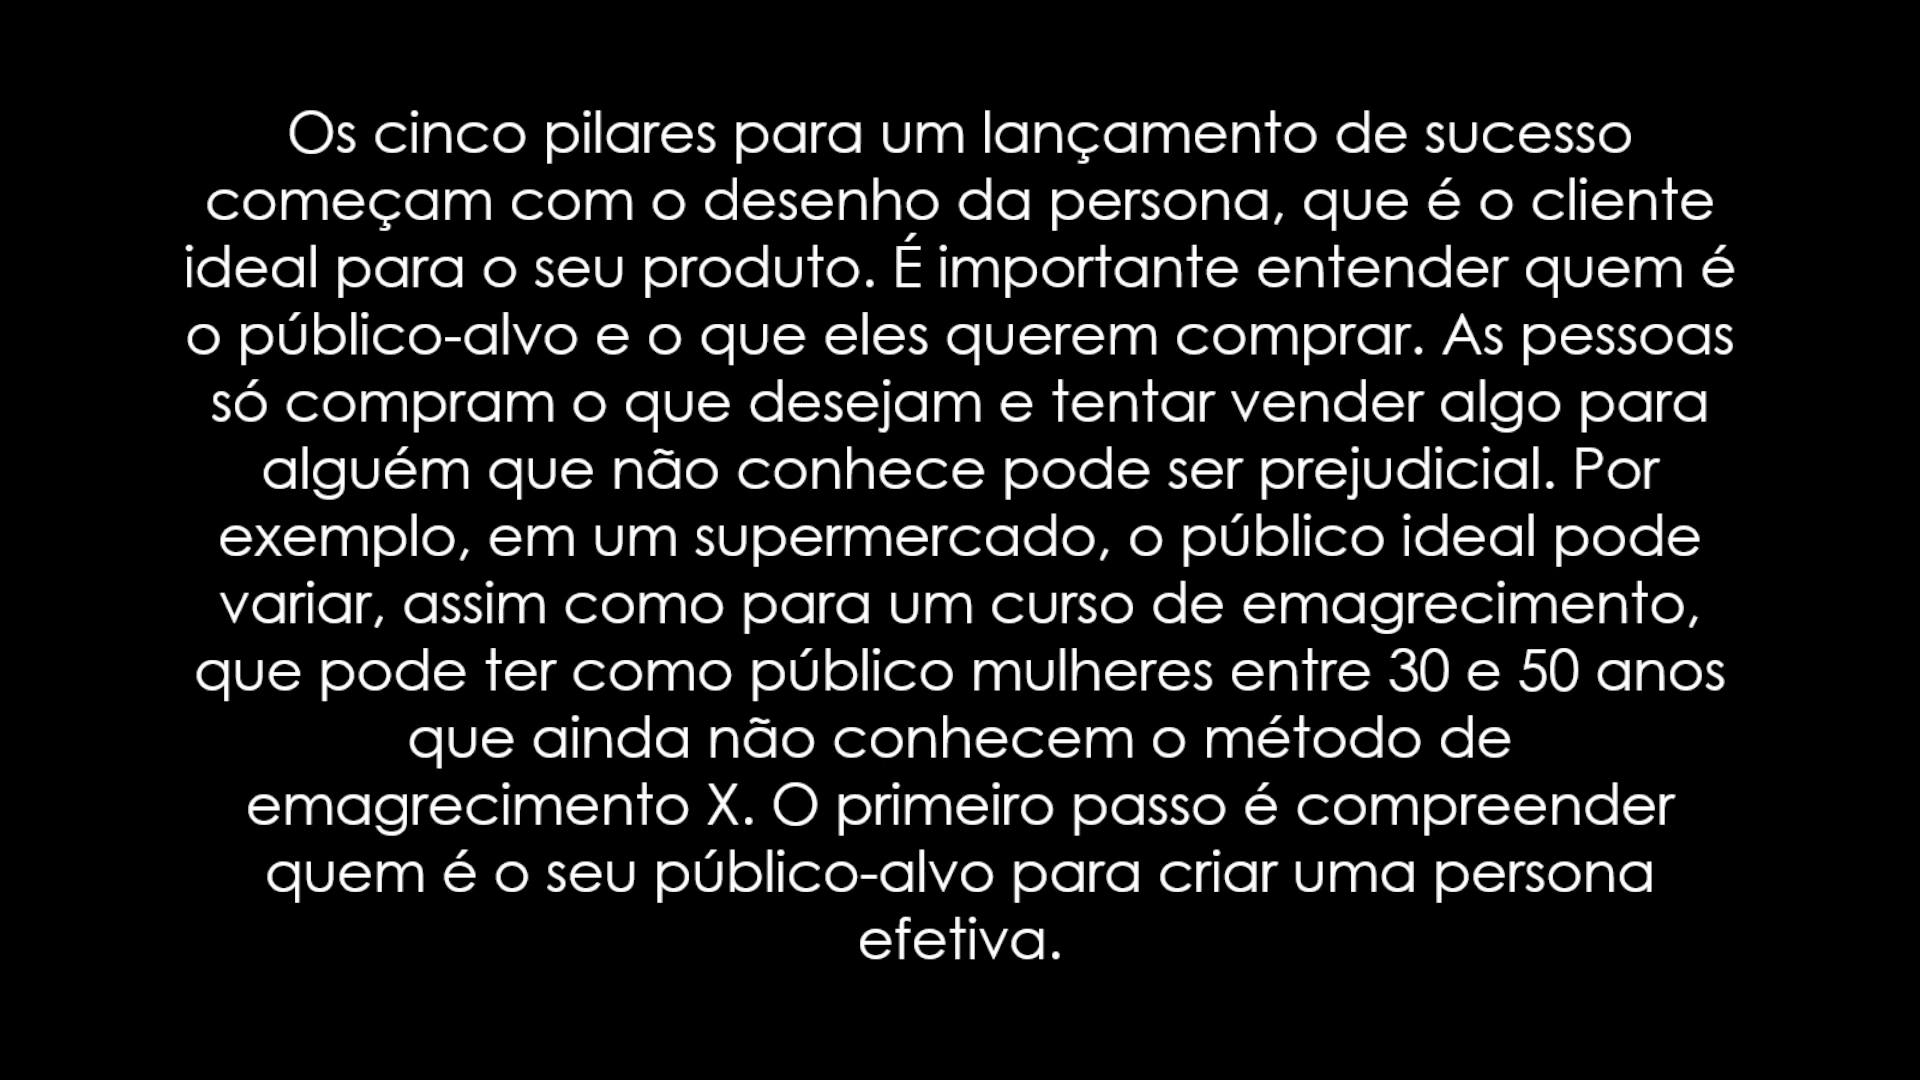 Os cinco pilares para um lançamento de sucesso
começam com o desenho da persona, que é o cliente
ideal para o seu produto. É importante entender quem é
o público-alvo e o que eles querem comprar. As pessoas
só compram o que desejam e tentar vender algo para
alguém que não conhece pode ser prejudicial. Por
exemplo, em um supermercado, o público ideal pode
variar, assim como para um curso de emagrecimento,
que pode ter como público mulheres entre 30 e 50 anos
que ainda não conhecem o método de
emagrecimento X. O primeiro passo é compreender
quem é o seu público-alvo para criar uma persona
efetiva.